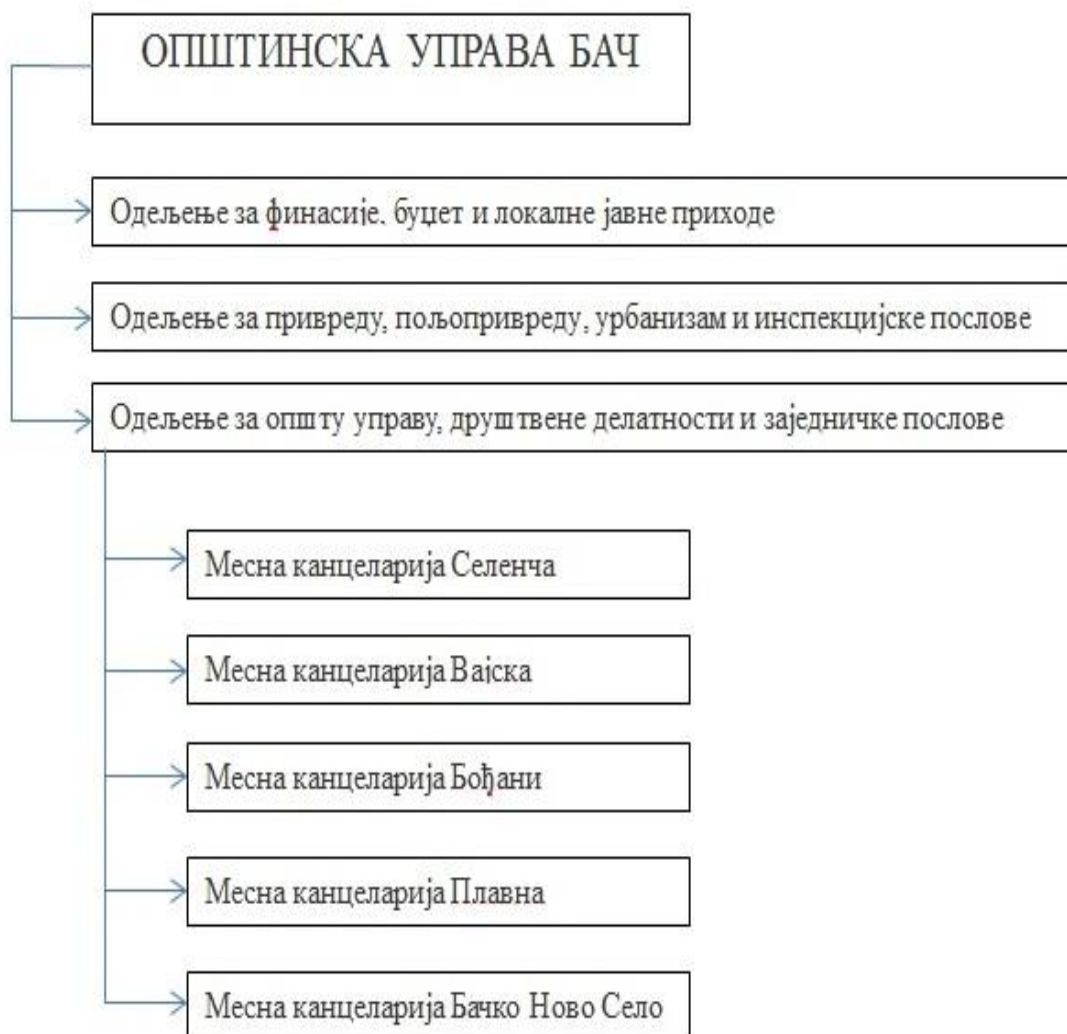 ОПШТИНСКА УПРАВА БАЧ
Одељење за финасије. буџет и локалне јавне приходе
Одељење за привреду, пољопривреду, урбанизам и инспекцијске послове
Одељење за општу управу, друштвене делатности и заједничке послове
Месна канцеларија Селенча
Месна канцеларија Вајска
Месна канцеларија Бођани
Месна канцеларија Плавна
Месна канцеларија Бачко Ново Село